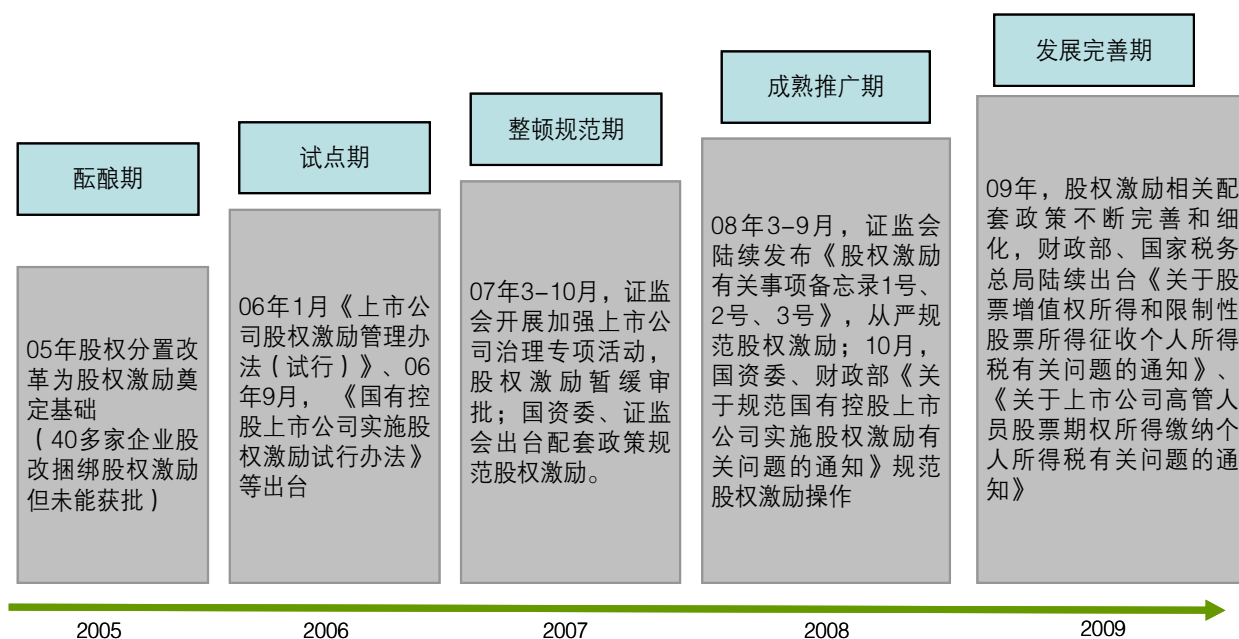 酝酿期
05年股权分置改
革为股权激励奠
定基础
（40多家企业股
改捆绑股权激励
但未能获批）
试点期
06年1月《上市公
司股权激励管理办
法（试行）》、06
年9月， 《国有控
股上市公司实施股
权激励试行办法》
等出台
整顿规范期
07年3-10月，证监
会开展加强上市公
司治理专项活动，
股权激励暂缓审
批；国资委、证监
会出台配套政策规
范股权激励。
成熟推广期
08年3-9月，证监会
陆续发布《股权激励
有关事项备忘录1号、
2号、3号》，从严规
范股权激励；10月，
国资委、财政部《关
于规范国有控股上市
公司实施股权激励有
关问题的通知》规范
股权激励操作
发展完善期
09年，股权激励相关配
套政策不断完善和细
化，财政部、国家税务
总局陆续出台《关于股
票增值权所得和限制性
股票所得征收个人所得
税有关问题的通知》、
《关于上市公司高管人
员股票期权所得缴纳个
人所得税有关问题的通
知》
2005
2006
2007
2008
2009